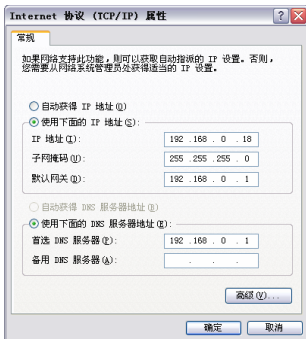 Internet 协议 (TCP/IP) 属性
常规
如果网络支持此功能，则可以获取自动指派的 IP 设置。否则，
您需要从网络系统管理员处获得适当的 IP 设置。
自动获得 IP 地址(O)
使用下面的 IP 地址(S):
IP 地址(I): 192 .168 . 0 . 18
子网掩码(U): 255 .255 .255 . 0
默认网关(D): 192 .168 . 0 . 1
自动获得 DNS 服务器地址(B)
使用下面的 DNS 服务器地址(E):
首选 DNS 服务器(P): 192 .168 . 0 . 1
备用 DNS 服务器(A): . . .
高级(V)...
确定 取消